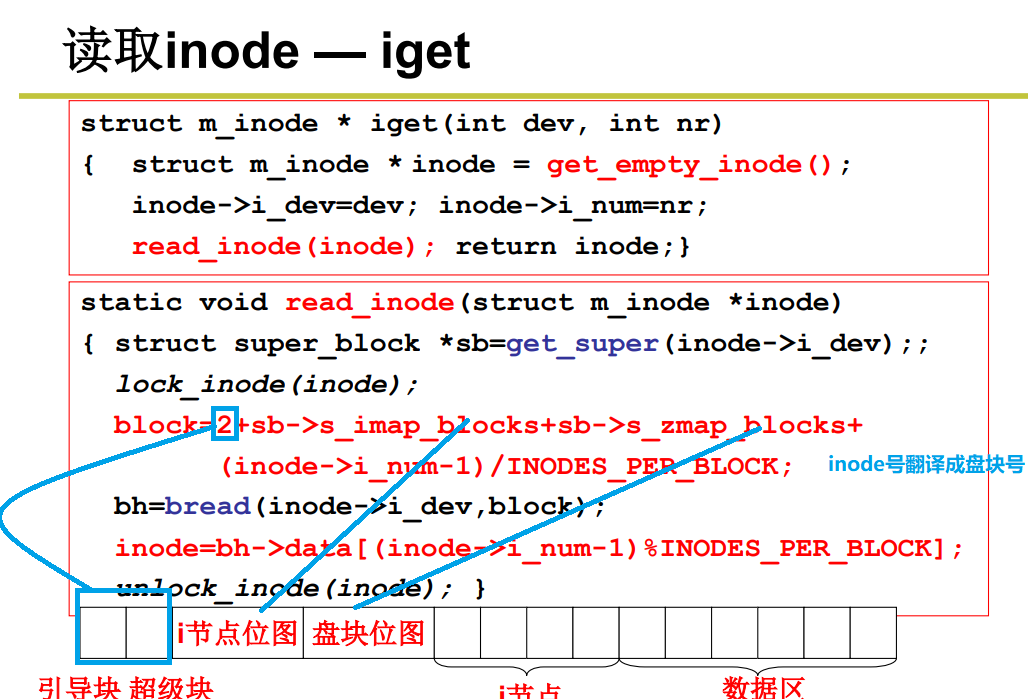 读取inode — iget
struct m_inode * iget(int dev, int nr)
{ struct m_inode * inode = get_empty_inode();
inode->i_dev=dev; inode->i_num=nr;
read_inode(inode); return inode;}
static void read_inode(struct m_inode *inode)
{ struct super_block *sb=get_super(inode->i_dev);;
lock_inode(inode);
block=2+sb->s_imap_blocks+sb->s_zmap_blocks+
(inode->i_num-1)/INODES_PER_BLOCK;
inode号翻译成盘块号
bh=bread(inode->i_dev,block);
inode=bh->data[(inode->i_num-1)%INODES_PER_BLOCK];
unlock_inode(inode); }
i节点位图 盘块位图
引导块 超级块 i节点 数据区